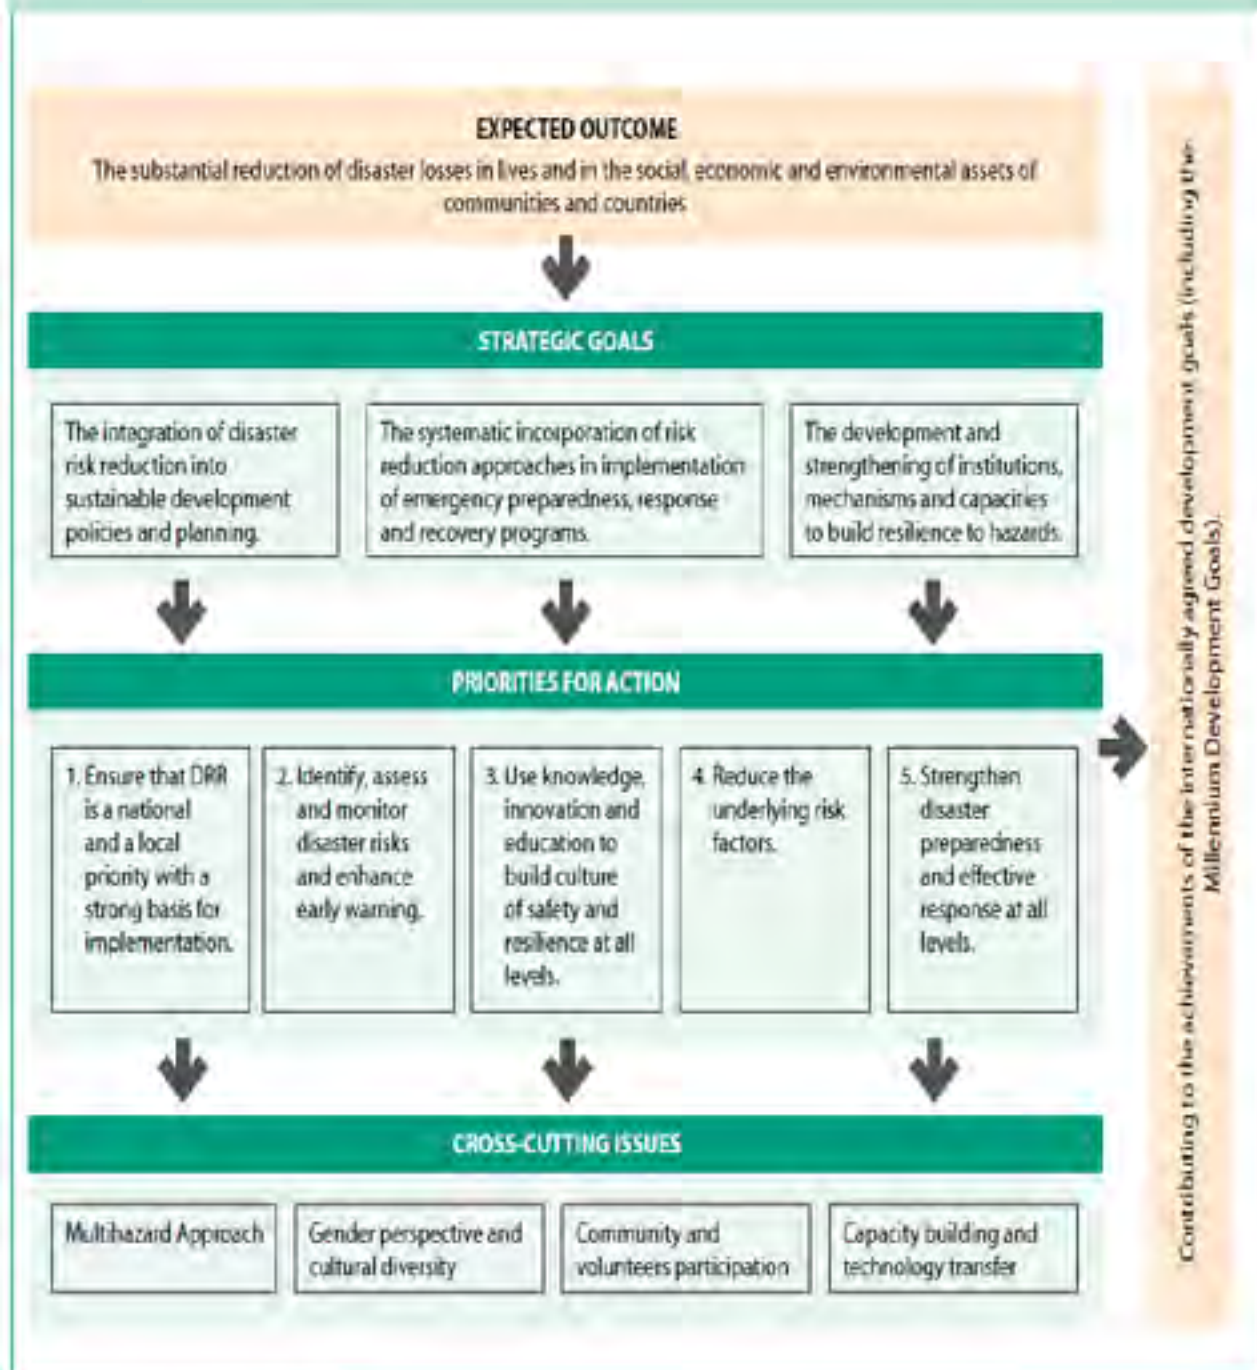 EXPECTED OUTCOME
The substantial reduction of disaster losses in lives and in the social, economic and environmental assets of
communities and countries
STRATEGIC GOALS
The integration of disaster
risk reduction into
sustainable development
policies and planning.
The systematic incorporation of risk
reduction approaches in implementation
of emergency preparedness, response
and recovery programs.
The development and
strengthening of institutions,
mechanisms and capacities
to build resilience to hazards.
PRIORITIES FOR ACTION
1. Ensure that DRR
is a national
and a local
priority with a
strong basis for
implementation.
2. Identify, assess
and monitor
disaster risks
and enhance
early warning.
3. Use knowledge,
innovation and
education to
build culture
of safety and
resilience at all
levels.
4. Reduce the
underlying risk
factors.
5. Strengthen
disaster
preparedness
and effective
response at all
levels.
CROSS-CUTTING ISSUES
Multihazard Approach
Gender perspective and
cultural diversity
Community and
volunteers participation
Capacity building and
technology transfer
Contributing to the achievements of the internationally agreed development goals (including the
Millennium Development Goals).